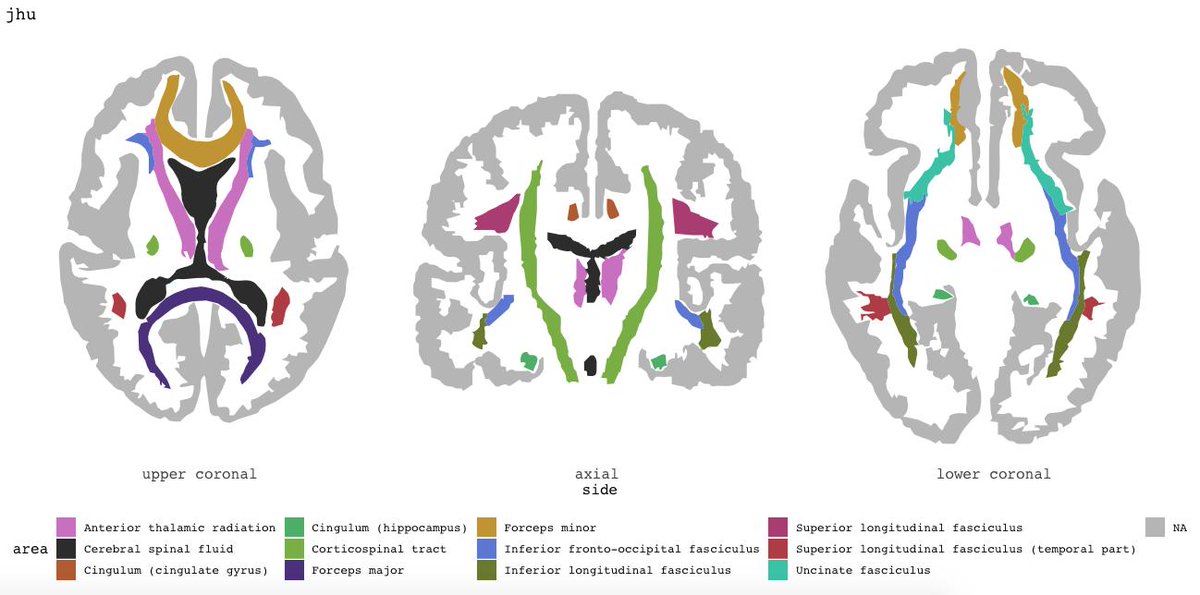 jhu
upper coronal axial lower coronal
side
Anterior thalamic radiation Cingulum (hippocampus) Forceps minor Superior longitudinal fasciculus NA
area Cerebral spinal fluid Corticospinal tract Inferior fronto-occipital fasciculus Superior longitudinal fasciculus (temporal part)
Cingulum (cingulate gyrus) Forceps major Inferior longitudinal fasciculus Uncinate fasciculus